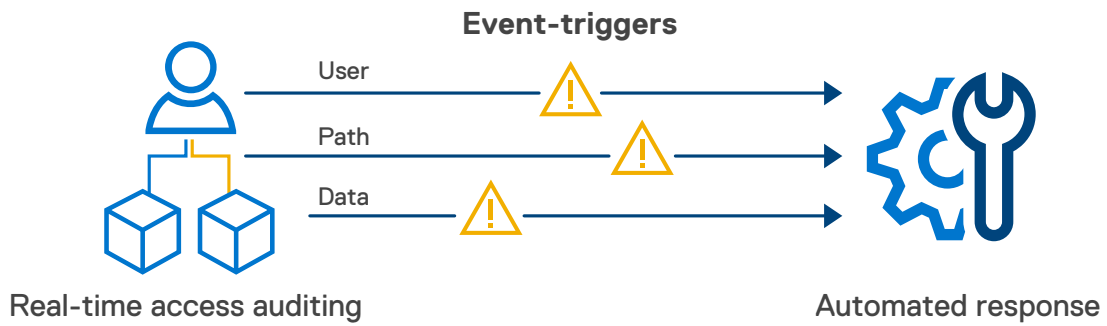 Event-triggers
User
Path
Data
Real-time access auditing
Automated response